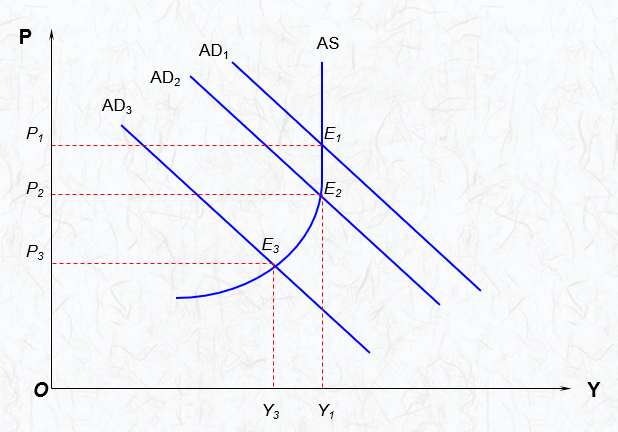 P
AS
AD₁
AD₂
AD₃
P₁
E₁
P₂
E₂
E₃
P₃
O
Y
Y₃
Y₁